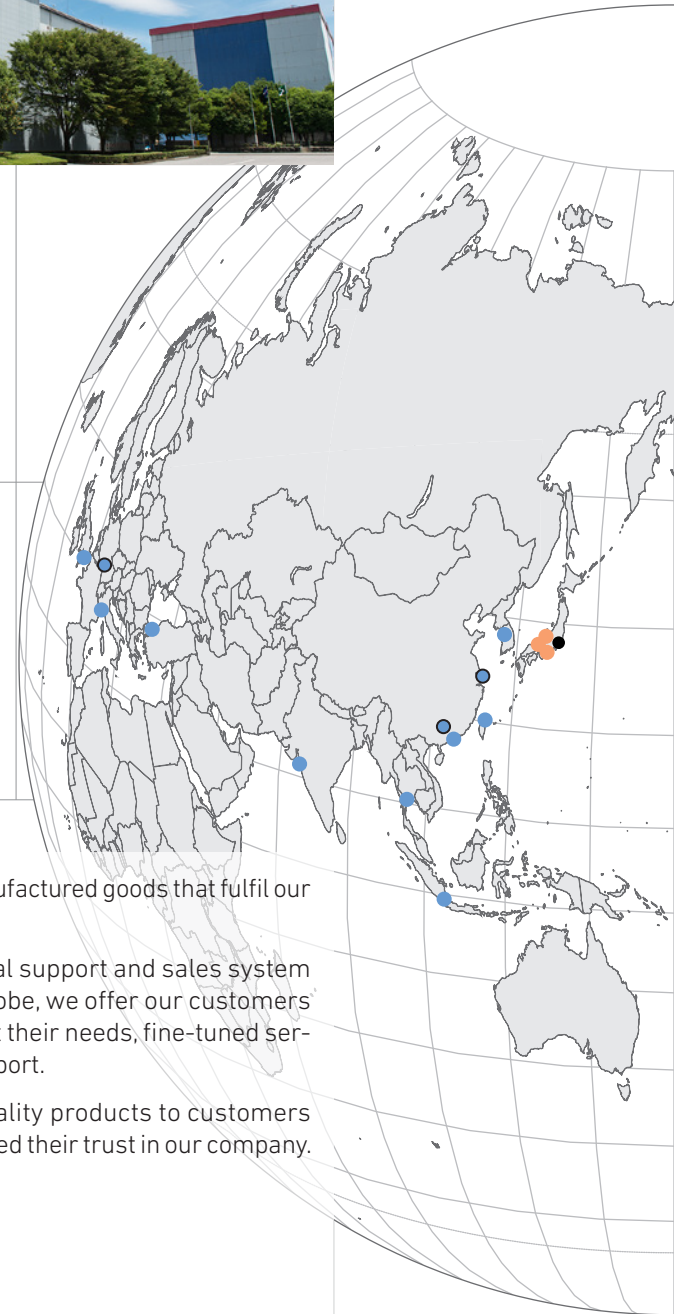 ufactured goods that fulfil our
al support and sales system
obe, we offer our customers
t their needs, fine-tuned ser-
port.
ality products to customers
ed their trust in our company.